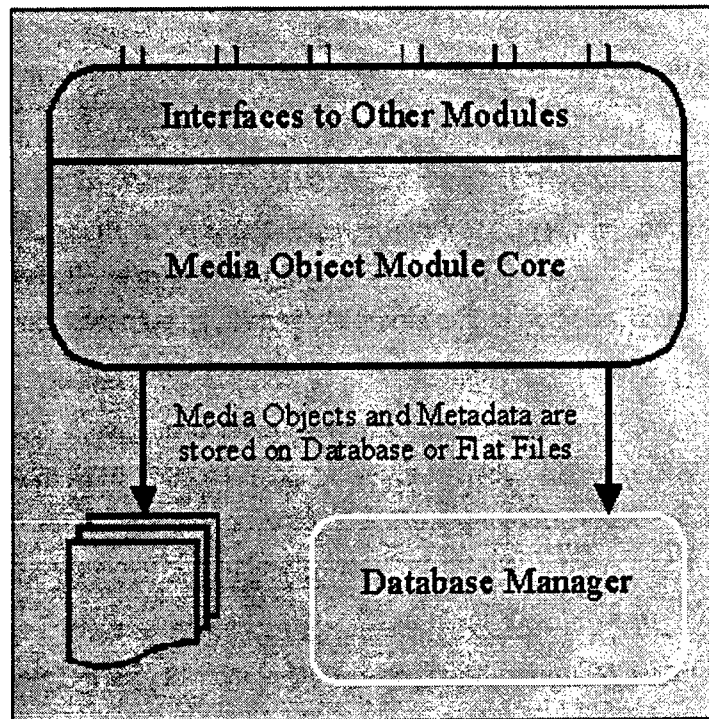 Interfaces to Other Modules
Media Object Module Core
Media Objects and Metadata are
stored on Database or Flat Files
Database Manager